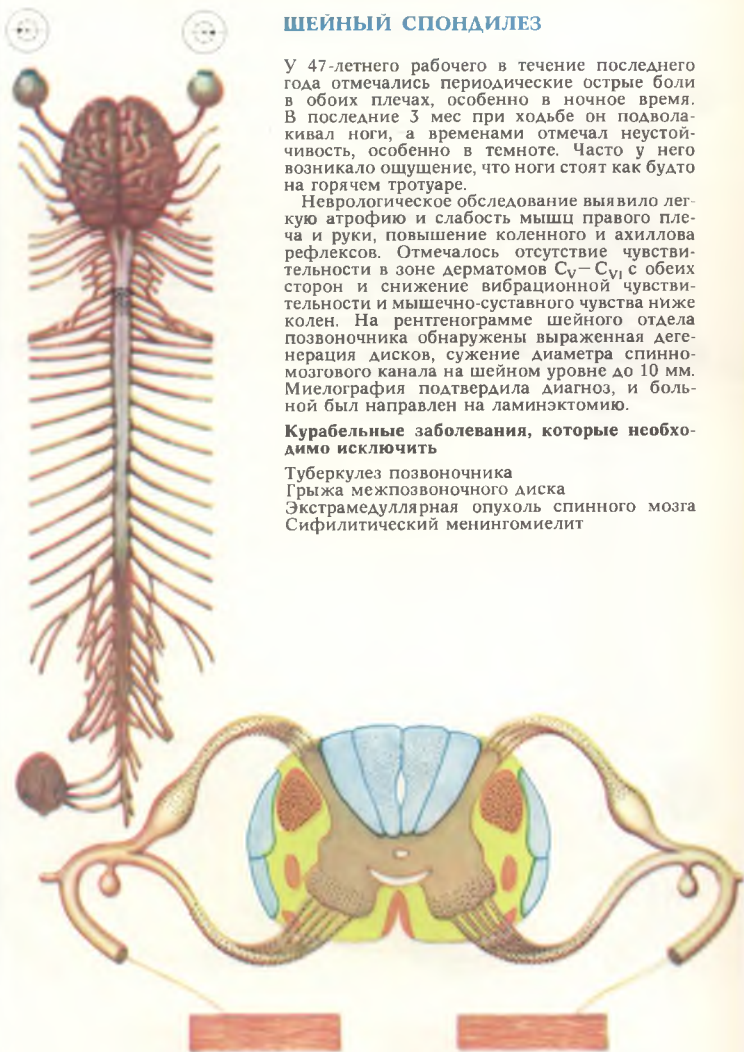 ШЕЙНЫЙ СПОНДИЛЕЗ
У 47-летнего рабочего в течение последнего
года отмечались периодические острые боли
в обоих плечах, особенно в ночное время.
В последние 3 мес при ходьбе он подвола-
кивал ноги, а временами отмечал неустой-
чивость, особенно в темноте. Часто у него
возникало ощущение, что ноги стоят как будто
на горячем тротуаре.
Неврологическое обследование выявило лег-
кую атрофию и слабость мышц правого пле-
ча и руки, повышение коленного и ахиллова
рефлексов. Отмечалось отсутствие чувстви-
тельности в зоне дерматомов CV—CVI с обеих
сторон и снижение вибрационной чувстви-
тельности и мышечно-суставного чувства ниже
колен. На рентгенограмме шейного отдела
позвоночника обнаружены выраженная деге-
нерация дисков, сужение диаметра спинно-
мозгового канала на шейном уровне до 10 мм.
Миелография подтвердила диагноз, и боль-
ной был направлен на ламинэктомию.
Курабельные заболевания, которые необхо-
димо исключить
Туберкулез позвоночника
Грыжа межпозвоночного диска
Экстрамедуллярная опухоль спинного мозга
Сифилитический менингомиелит